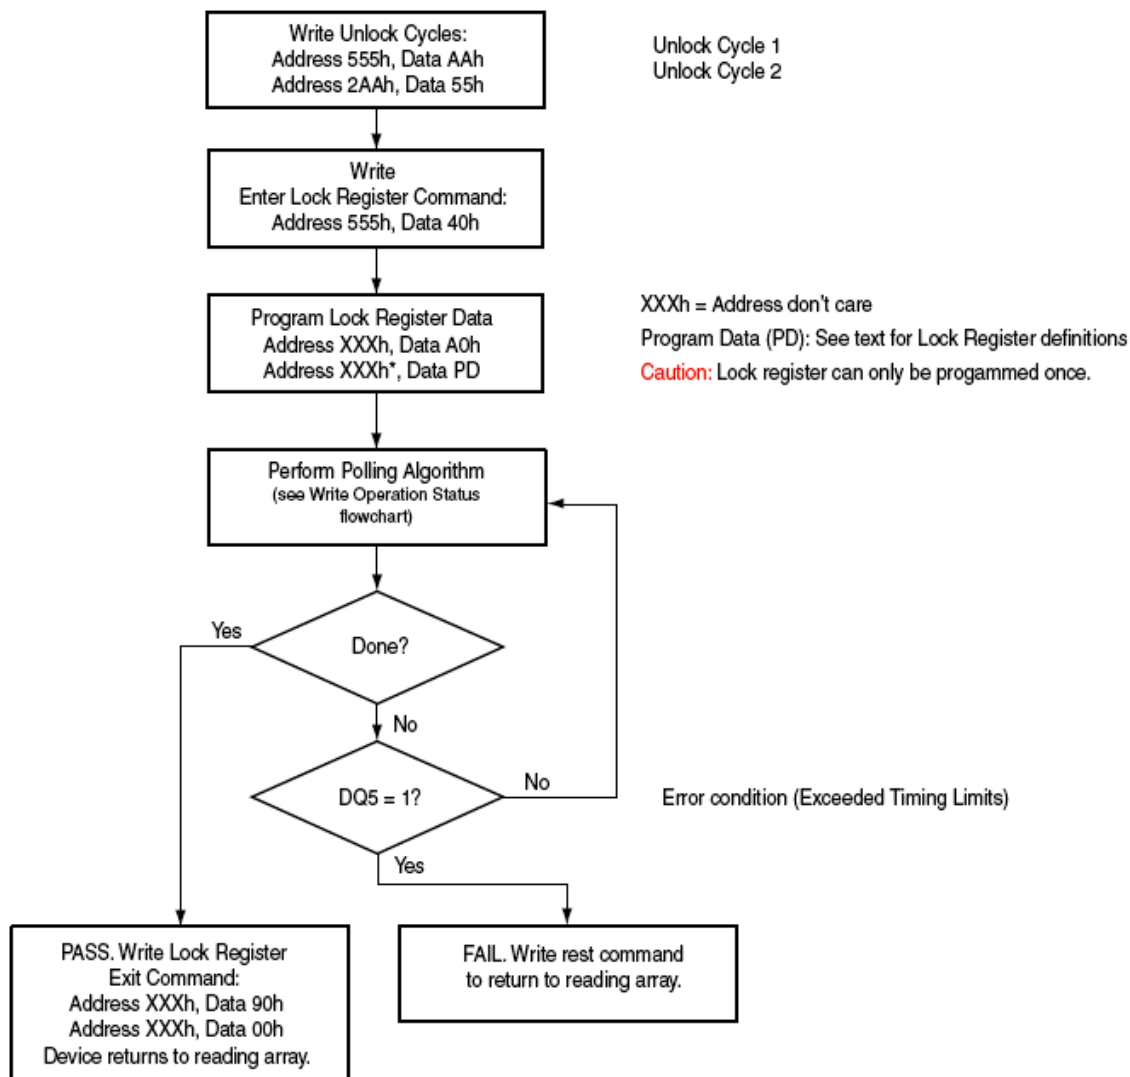 Write Unlock Cycles:
Address 555h, Data AAh
Address 2AAh, Data 55h
Unlock Cycle 1
Unlock Cycle 2
Write
Enter Lock Register Command:
Address 555h, Data 40h
Program Lock Register Data
Address XXXh, Data A0h
Address XXXh*, Data PD
XXXh = Address don't care
Program Data (PD): See text for Lock Register definitions
Caution: Lock register can only be progammed once.
Perform Polling Algorithm
(see Write Operation Status
flowchart)
Yes
Done?
No
DQ5 = 1?
No
Error condition (Exceeded Timing Limits)
Yes
PASS. Write Lock Register
Exit Command:
Address XXXh, Data 90h
Address XXXh, Data 00h
Device returns to reading array.
FAIL. Write rest command
to return to reading array.